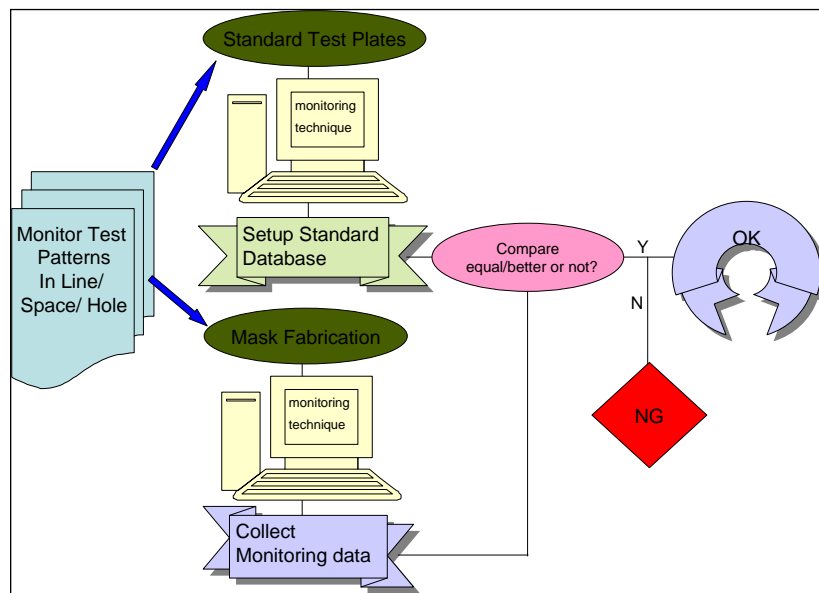 Standard Test Plates
monitoring
technique
Monitor Test
Patterns
In Line/
Space/ Hole
Setup Standard
Database
Compare
equal/better or not?
Y
OK
N
Mask Fabrication
monitoring
technique
NG
Collect
Monitoring data